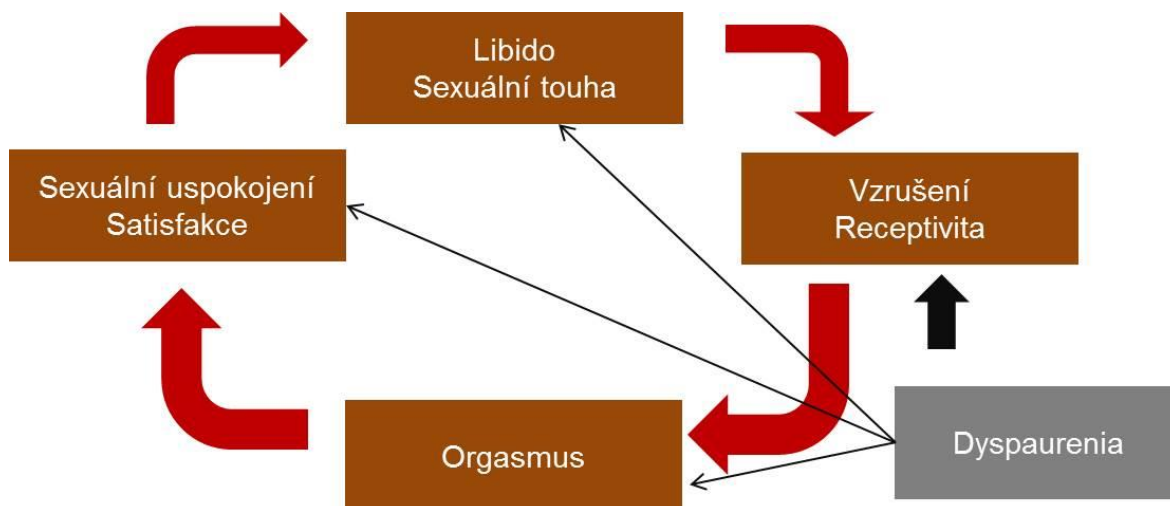 Libido
Sexuální touha
Vzrušení
Receptivita
Sexuální uspokojení
Satisfakce
Orgasmus
Dyspaurenia